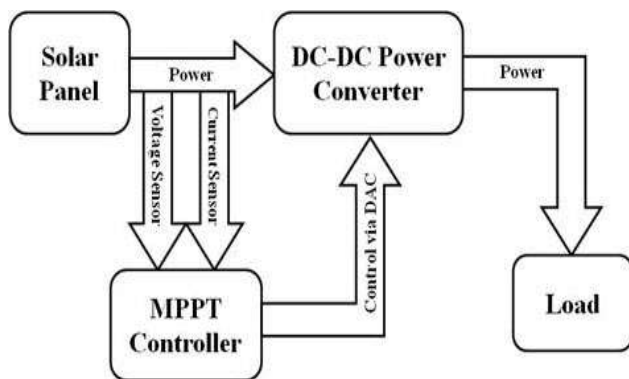 Solar
Panel
Power
DC-DC Power
Converter
Power
Voltage Sensor
Current Sensor
Control via DAC
MPPT
Controller
Load